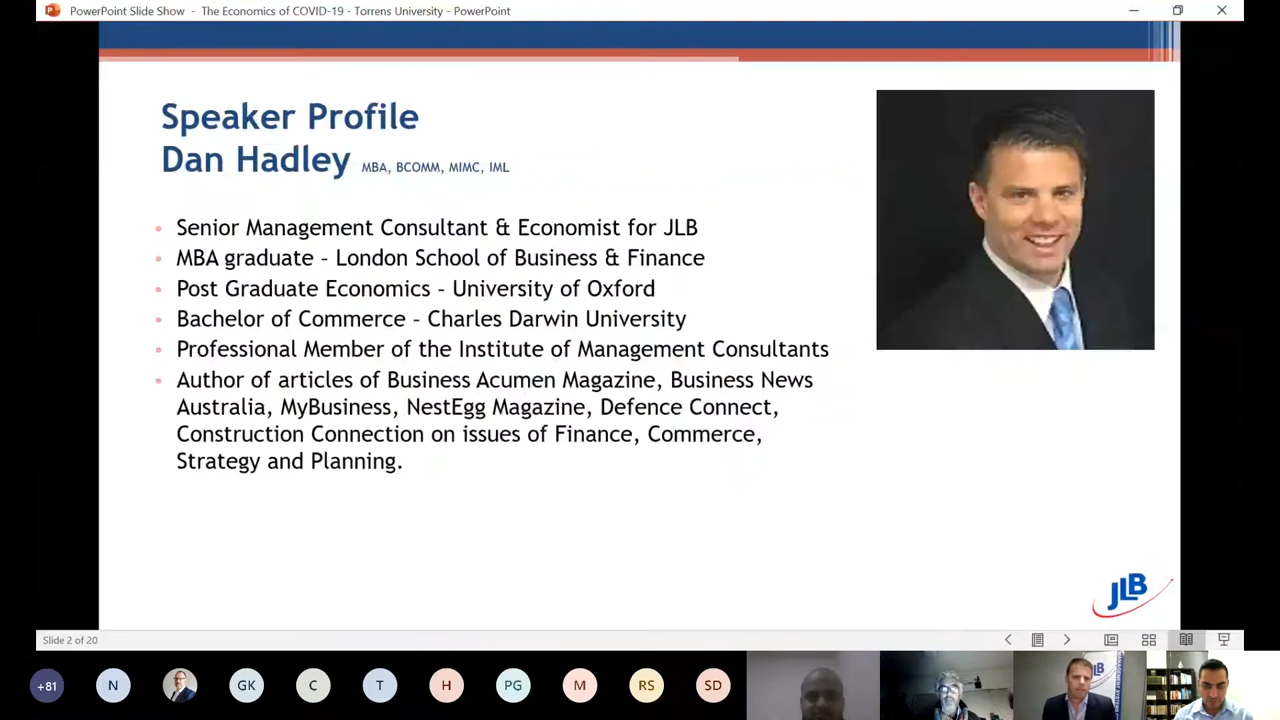 PowerPoint Slide Show - The Economics of COVID-19 - Torrens University - PowerPoint
Speaker Profile
Dan Hadley MBA, BCOMM, MIMC, IML
• Senior Management Consultant & Economist for JLB
• MBA graduate – London School of Business & Finance
• Post Graduate Economics – University of Oxford
• Bachelor of Commerce – Charles Darwin University
• Professional Member of the Institute of Management Consultants
• Author of articles of Business Acumen Magazine, Business News
Australia, MyBusiness, NestEgg Magazine, Defence Connect,
Construction Connection on issues of Finance, Commerce,
Strategy and Planning.
JLB
Slide 2 of 20
+81 N GK C T H PG M RS SD